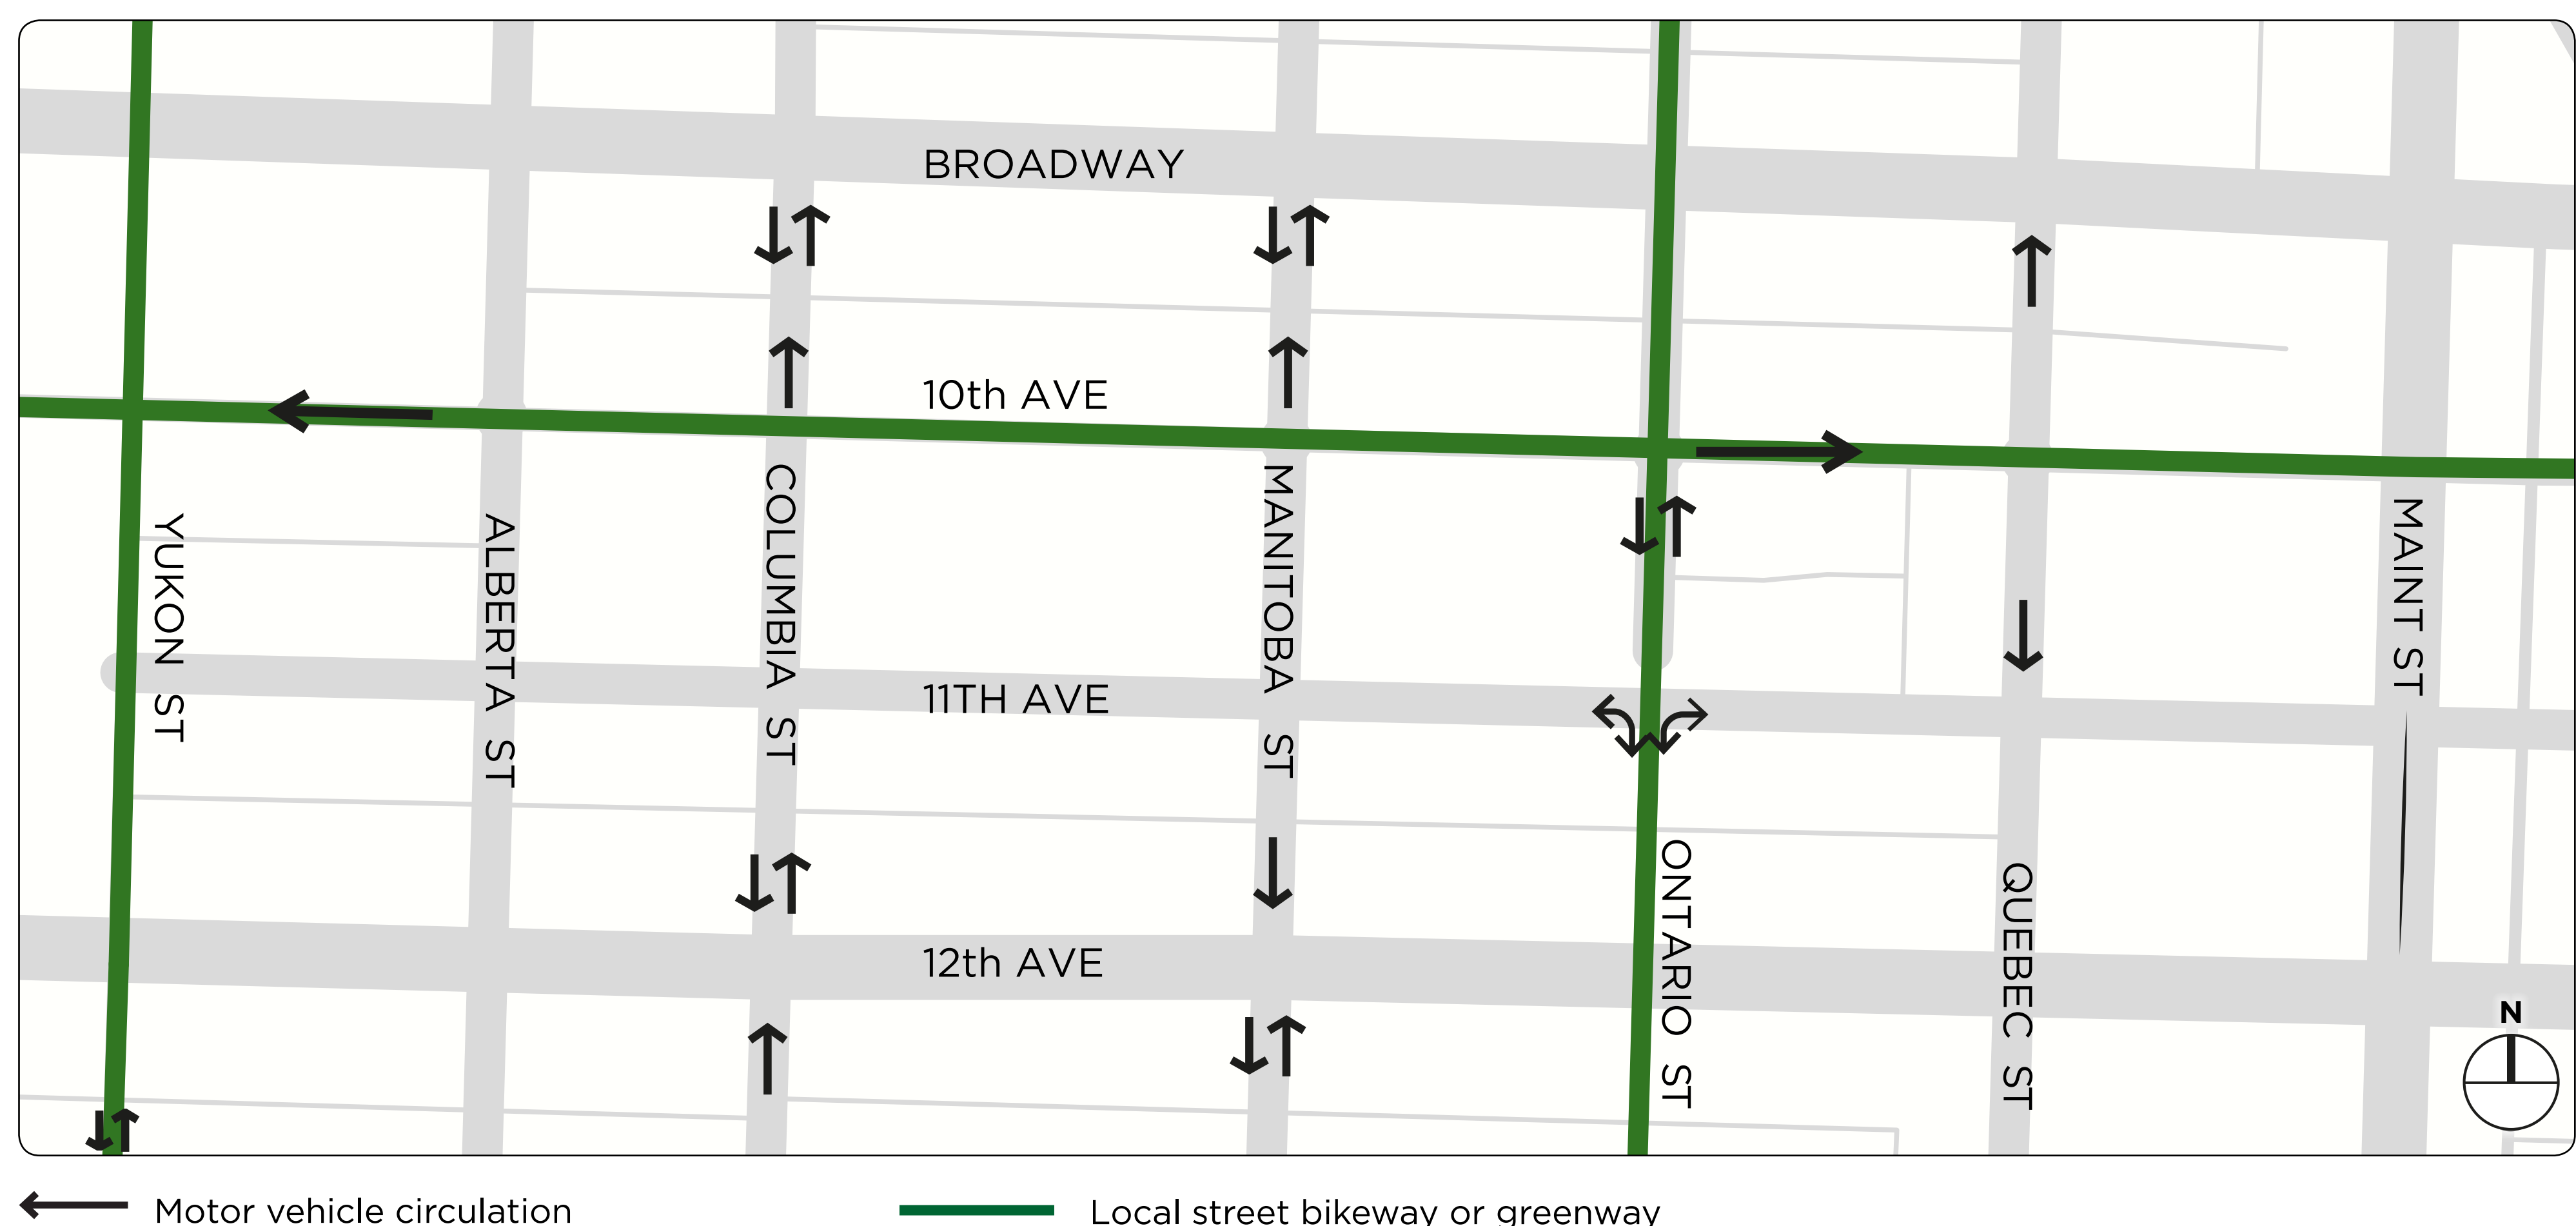 BROADWAY
10th AVE
YUKON ST
ALBERTA ST
COLUMBIA ST
MANITOBA ST
MAINT ST
11TH AVE
ONTARIO ST
QUEBEC ST
12th AVE
N
Motor vehicle circulation
Local street bikeway or greenway